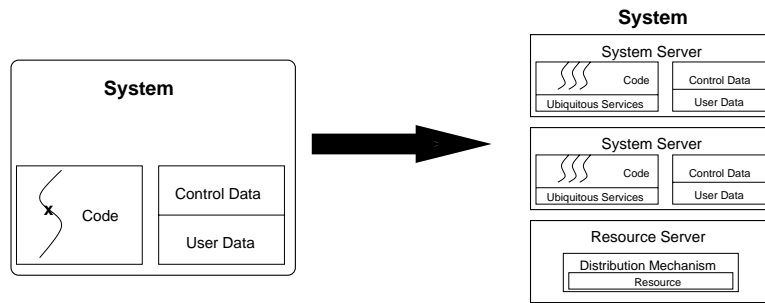 System
x
Code
Control Data
User Data
System
System Server
Code
Ubiquitous Services
Control Data
User Data
System Server
Code
Ubiquitous Services
Control Data
User Data
Resource Server
Distribution Mechanism
Resource